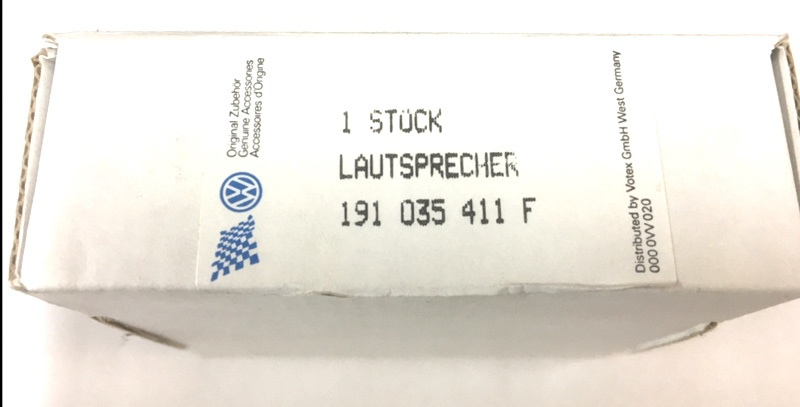 Original Zubehör
Genuine Accessories
Accessoires d'Origine
VW
1 STÜCK
LAUTSPRECHER
191 035 411 F
Distributed by Votex GmbH West Germany
000 0VV 020